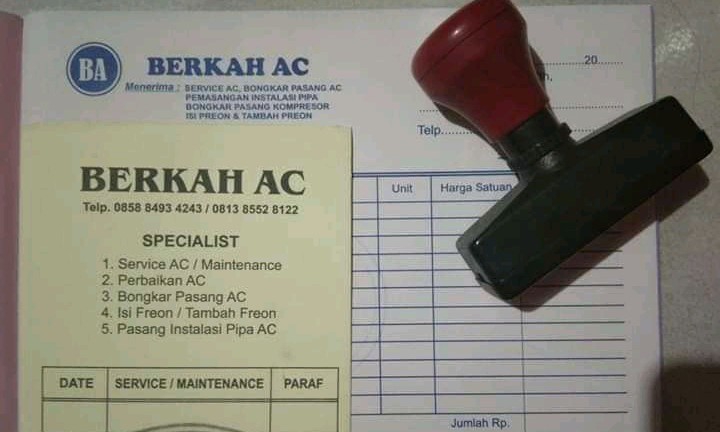 BA
BERKAH AC
Menerima : SERVICE AC, BONGKAR PASANG AC
PEMASANGAN INSTALASI PIPA
BONGKAR PASANG KOMPRESOR
ISI PREON & TAMBAH PREON
20
Telp.
Unit
Harga Satuan
Jumlah Rp.
BERKAH AC
Telp. 0858 8493 4243 / 0813 8552 8122
SPECIALIST
1. Service AC / Maintenance
2. Perbaikan AC
3. Bongkar Pasang AC
4. Isi Freon / Tambah Freon
5. Pasang Instalasi Pipa AC
DATE SERVICE / MAINTENANCE PARAF